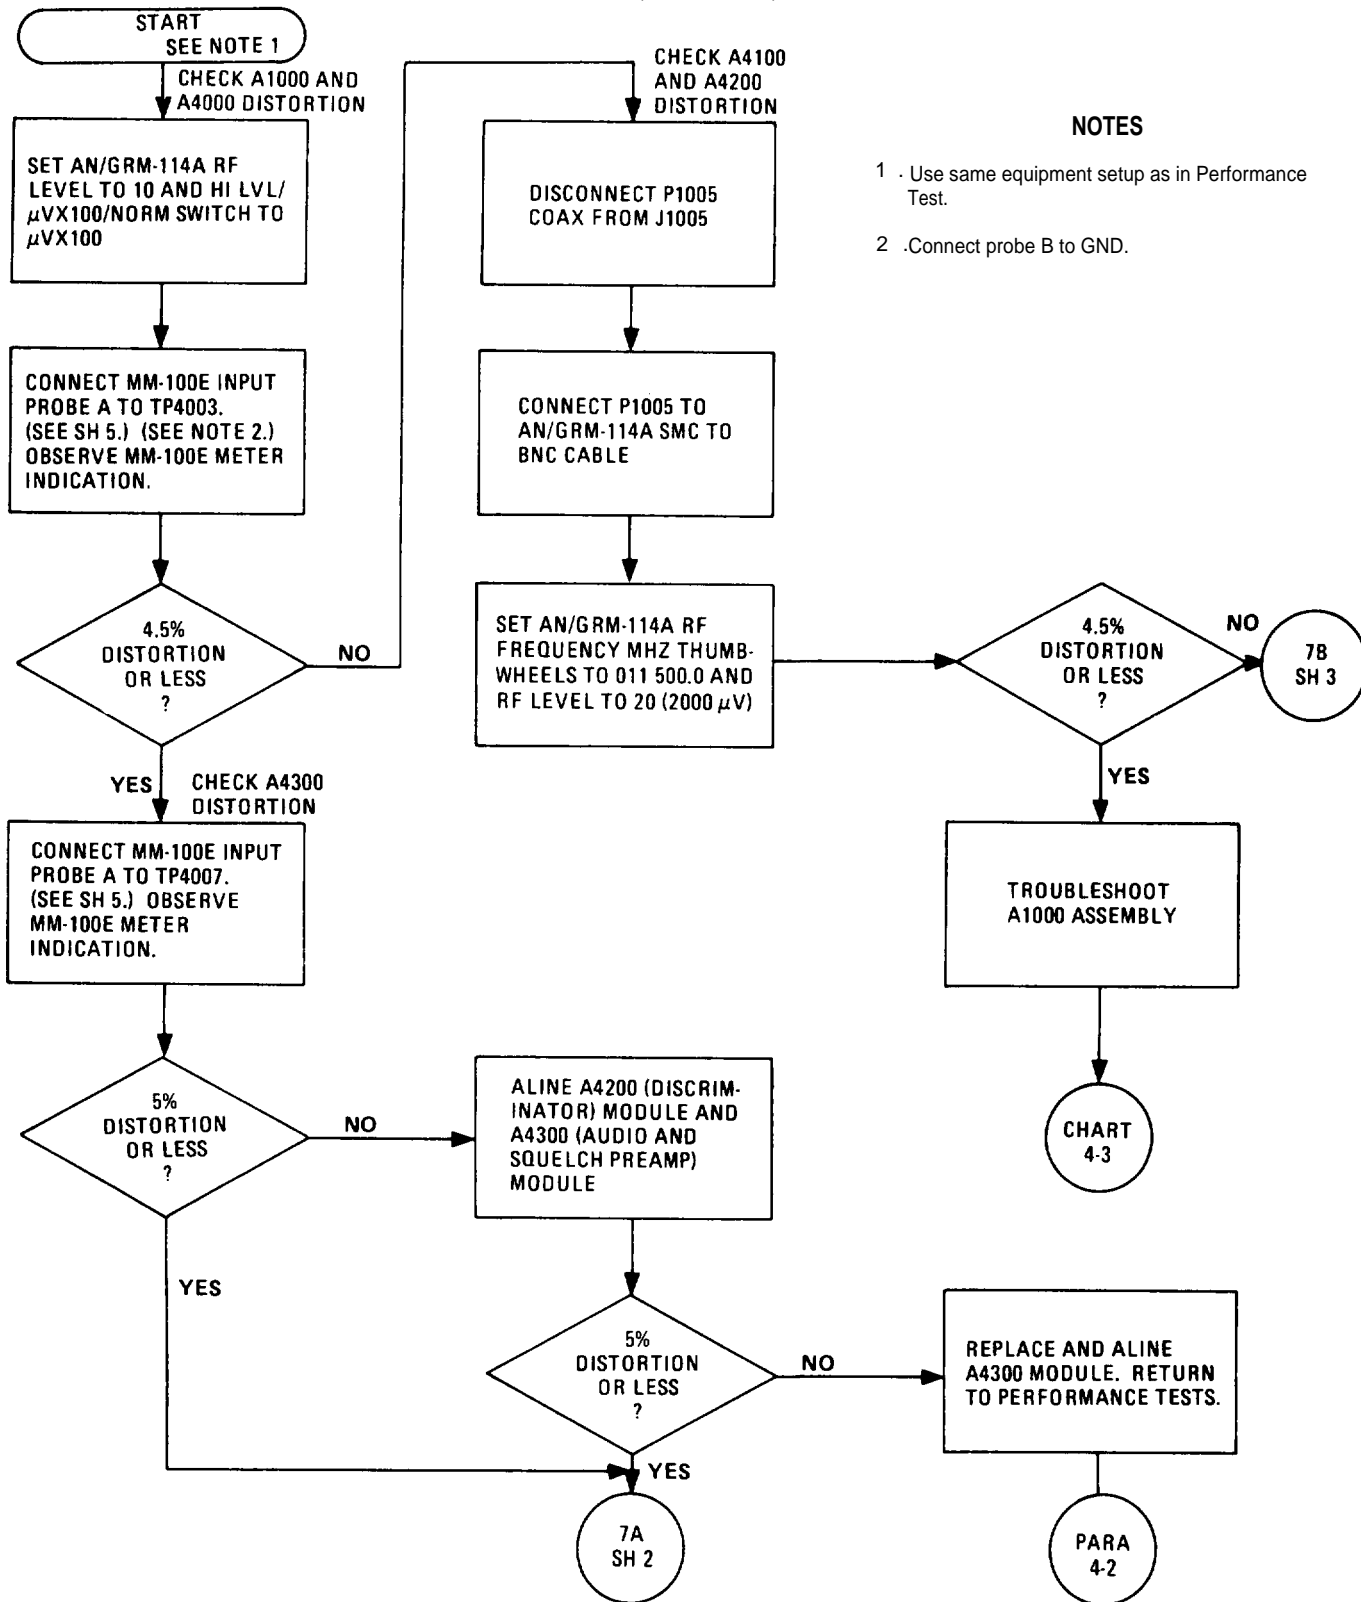 START
SEE NOTE 1
CHECK A1000 AND
A4000 DISTORTION
SET AN/GRM-114A RF
LEVEL TO 10 AND HI LVL/
µVX100/NORM SWITCH TO
µVX100
CONNECT MM-100E INPUT
PROBE A TO TP4003.
(SEE SH 5.) (SEE NOTE 2.)
OBSERVE MM-100E METER
INDICATION.
4.5%
DISTORTION
OR LESS
?
NO
YES
CHECK A4300
DISTORTION
CONNECT MM-100E INPUT
PROBE A TO TP4007.
(SEE SH 5.) OBSERVE
MM-100E METER
INDICATION.
5%
DISTORTION
OR LESS
?
NO
YES
CHECK A4100
AND A4200
DISTORTION
DISCONNECT P1005
COAX FROM J1005
CONNECT P1005 TO
AN/GRM-114A SMC TO
BNC CABLE
SET AN/GRM-114A RF
FREQUENCY MHZ THUMB-
WHEELS TO 011 500.0 AND
RF LEVEL TO 20 (2000 µV)
ALINE A4200 (DISCRIM-
INATOR) MODULE AND
A4300 (AUDIO AND
SQUELCH PREAMP)
MODULE
5%
DISTORTION
OR LESS
?
NO
YES
7A
SH 2
NOTES
1 . Use same equipment setup as in Performance
Test.
2 .Connect probe B to GND.
4.5%
DISTORTION
OR LESS
?
NO
7B
SH 3
YES
TROUBLESHOOT
A1000 ASSEMBLY
CHART
4-3
REPLACE AND ALINE
A4300 MODULE. RETURN
TO PERFORMANCE TESTS.
PARA
4-2